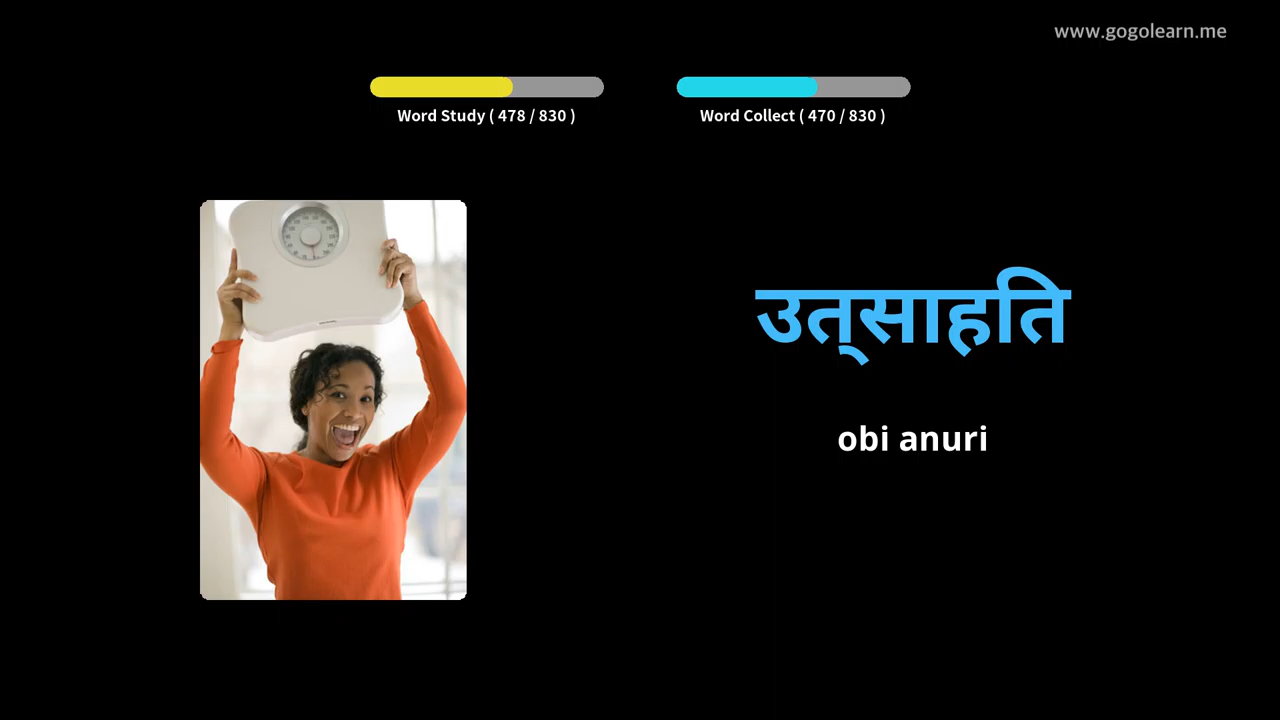 www.gogolearn.me
Word Study ( 478 / 830 )
Word Collect ( 470 / 830 )
उत्‌साहति
obi anuri